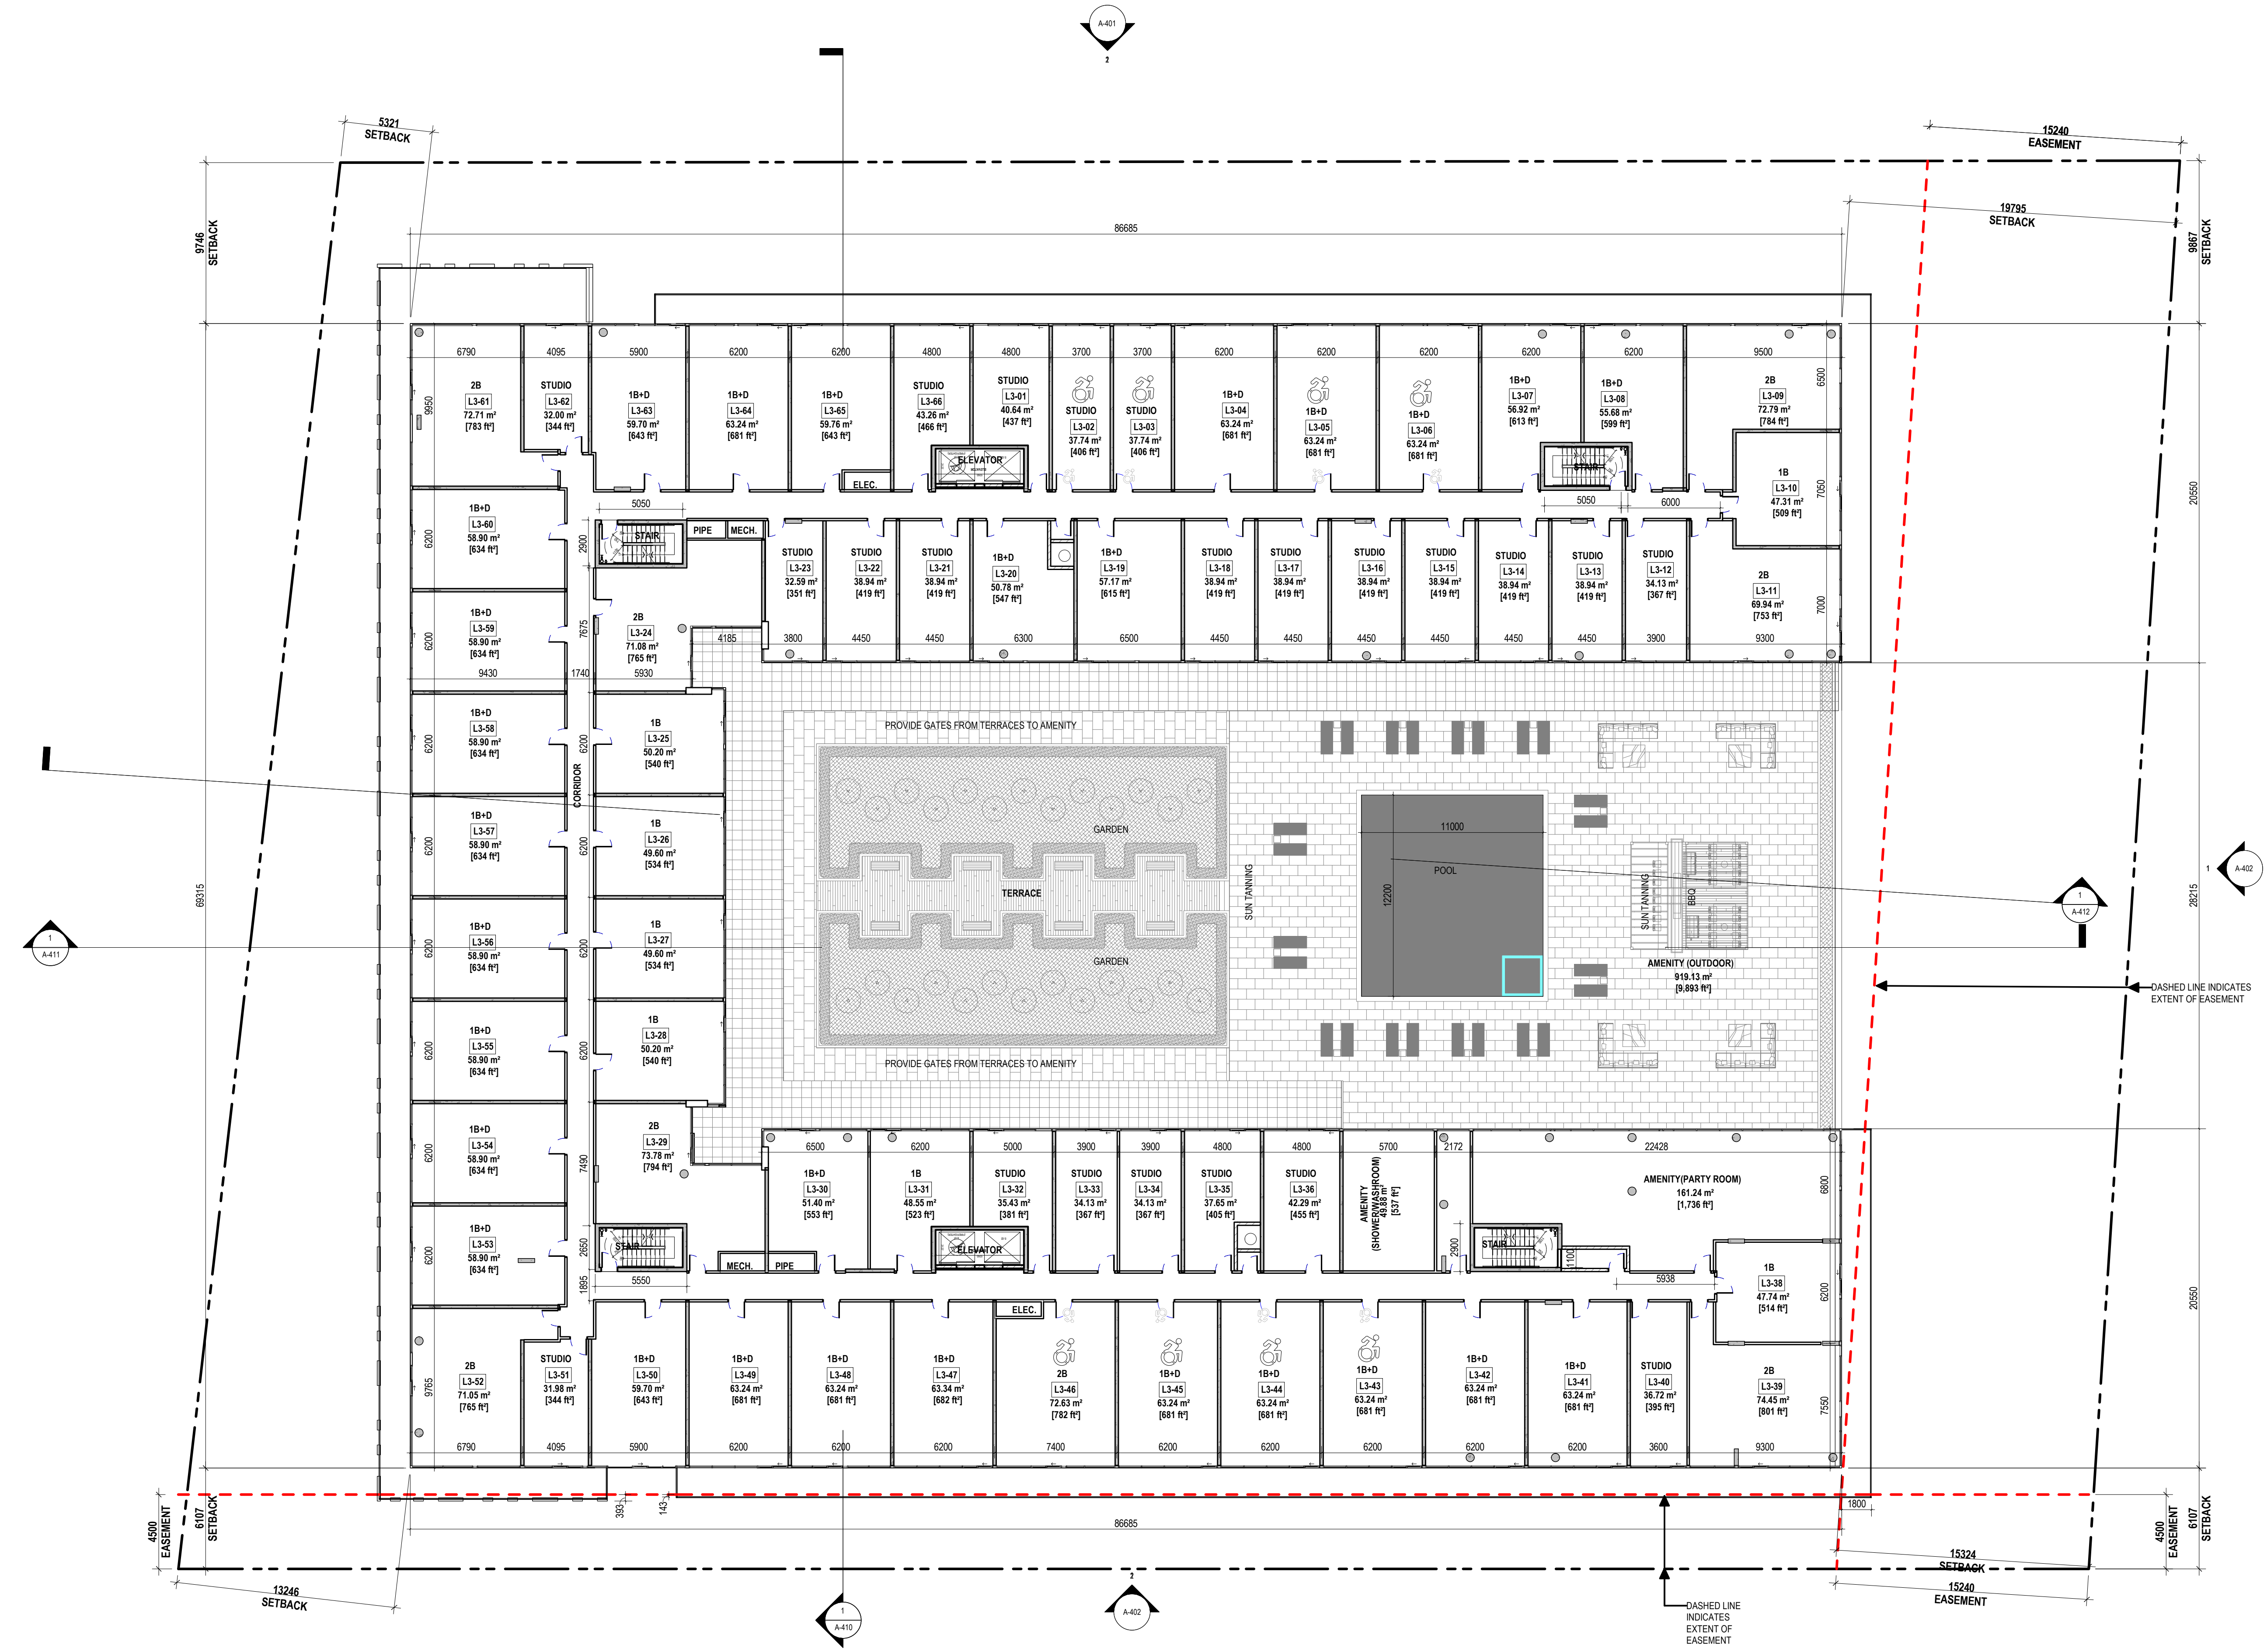 A-401
2
5321
SETBACK
15240
EASEMENT
19795
SETBACK
9746
SETBACK
9867
SETBACK
86685
6790
4095
5900
6200
6200
4800
4800
3700
3700
6200
6200
6200
6200
6200
9500
2B
L3-61
72.71 m²
[783 ft²]
9950
STUDIO
L3-62
32.00 m²
[344 ft²]
1B+D
L3-63
59.70 m²
[643 ft²]
1B+D
L3-64
63.24 m²
[681 ft²]
1B+D
L3-65
59.76 m²
[643 ft²]
STUDIO
L3-66
43.26 m²
[466 ft²]
STUDIO
L3-01
40.64 m²
[437 ft²]
STUDIO
L3-02
37.74 m²
[406 ft²]
STUDIO
L3-03
37.74 m²
[406 ft²]
1B+D
L3-04
63.24 m²
[681 ft²]
1B+D
L3-05
63.24 m²
[681 ft²]
1B+D
L3-06
63.24 m²
[681 ft²]
1B+D
L3-07
56.92 m²
[613 ft²]
1B+D
L3-08
55.68 m²
[599 ft²]
2B
L3-09
72.79 m²
[784 ft²]
6500
ELEVATOR
ELEC.
STAIR
1B
L3-10
47.31 m²
[509 ft²]
7050
20550
5050
5050
6000
1B+D
L3-60
58.90 m²
[634 ft²]
6200
2900
STAIR
PIPE
MECH.
STUDIO
L3-23
32.59 m²
[351 ft²]
STUDIO
L3-22
38.94 m²
[419 ft²]
STUDIO
L3-21
38.94 m²
[419 ft²]
1B+D
L3-20
50.78 m²
[547 ft²]
1B+D
L3-19
57.17 m²
[615 ft²]
STUDIO
L3-18
38.94 m²
[419 ft²]
STUDIO
L3-17
38.94 m²
[419 ft²]
STUDIO
L3-16
38.94 m²
[419 ft²]
STUDIO
L3-15
38.94 m²
[419 ft²]
STUDIO
L3-14
38.94 m²
[419 ft²]
STUDIO
L3-13
38.94 m²
[419 ft²]
STUDIO
L3-12
34.13 m²
[367 ft²]
2B
L3-11
69.94 m²
[753 ft²]
7000
1B+D
L3-59
58.90 m²
[634 ft²]
6200
7675
2B
L3-24
71.08 m²
[765 ft²]
4185
3800
4450
4450
6300
6500
4450
4450
4450
4450
4450
4450
3900
9300
9430
1740
5930
1B+D
L3-58
58.90 m²
[634 ft²]
6200
6200
1B
L3-25
50.20 m²
[540 ft²]
CORRIDOR
PROVIDE GATES FROM TERRACES TO AMENITY
1B+D
L3-57
58.90 m²
[634 ft²]
6200
6200
1B
L3-26
49.60 m²
[534 ft²]
GARDEN
11000
POOL
12200
TERRACE
SUN TANNING
SUN TANNING
BBQ
69315
28215
1
A-402
1
A-412
1
A-411
1B+D
L3-56
58.90 m²
[634 ft²]
6200
6200
1B
L3-27
49.60 m²
[534 ft²]
GARDEN
AMENITY (OUTDOOR)
919.13 m²
[9,893 ft²]
DASHED LINE INDICATES
EXTENT OF EASEMENT
1B+D
L3-55
58.90 m²
[634 ft²]
6200
6200
1B
L3-28
50.20 m²
[540 ft²]
PROVIDE GATES FROM TERRACES TO AMENITY
1B+D
L3-54
58.90 m²
[634 ft²]
6200
7490
2B
L3-29
73.78 m²
[794 ft²]
6500
6200
5000
3900
3900
4800
4800
5700
2172
22428
1B+D
L3-30
51.40 m²
[553 ft²]
1B
L3-31
48.55 m²
[523 ft²]
STUDIO
L3-32
35.43 m²
[381 ft²]
STUDIO
L3-33
34.13 m²
[367 ft²]
STUDIO
L3-34
34.13 m²
[367 ft²]
STUDIO
L3-35
37.65 m²
[405 ft²]
STUDIO
L3-36
42.29 m²
[455 ft²]
AMENITY
(SHOWER/WASHROOM)
49.88 m²
[537 ft²]
AMENITY(PARTY ROOM)
161.24 m²
[1,736 ft²]
6800
1B+D
L3-53
58.90 m²
[634 ft²]
6200
2650
STAIR
MECH.
PIPE
ELEVATOR
2900
STAIR
1100
1895
5550
5938
1B
L3-38
47.74 m²
[514 ft²]
6200
20550
ELEC.
2B
L3-52
71.05 m²
[765 ft²]
9765
STUDIO
L3-51
31.98 m²
[344 ft²]
1B+D
L3-50
59.70 m²
[643 ft²]
1B+D
L3-49
63.24 m²
[681 ft²]
1B+D
L3-48
63.24 m²
[681 ft²]
1B+D
L3-47
63.34 m²
[682 ft²]
2B
L3-46
72.63 m²
[782 ft²]
1B+D
L3-45
63.24 m²
[681 ft²]
1B+D
L3-44
63.24 m²
[681 ft²]
1B+D
L3-43
63.24 m²
[681 ft²]
1B+D
L3-42
63.24 m²
[681 ft²]
1B+D
L3-41
63.24 m²
[681 ft²]
STUDIO
L3-40
36.72 m²
[395 ft²]
2B
L3-39
74.45 m²
[801 ft²]
7550
6790
4095
5900
6200
6200
6200
7400
6200
6200
6200
6200
6200
3600
9300
4500
EASEMENT
6107
SETBACK
393
143
86685
1800
4500
EASEMENT
6107
SETBACK
15324
SETBACK
15240
EASEMENT
13246
SETBACK
1
A-410
2
A-402
DASHED LINE
INDICATES
EXTENT OF
EASEMENT